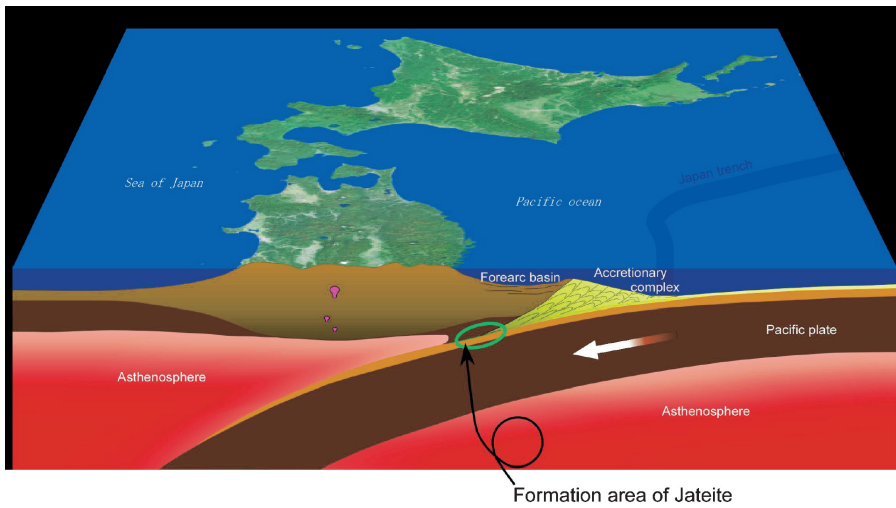 Sea of Japan
Pacific ocean
Japan trench
Forearc basin
Accretionary
complex
Pacific plate
Asthenosphere
Asthenosphere
Formation area of Jateite